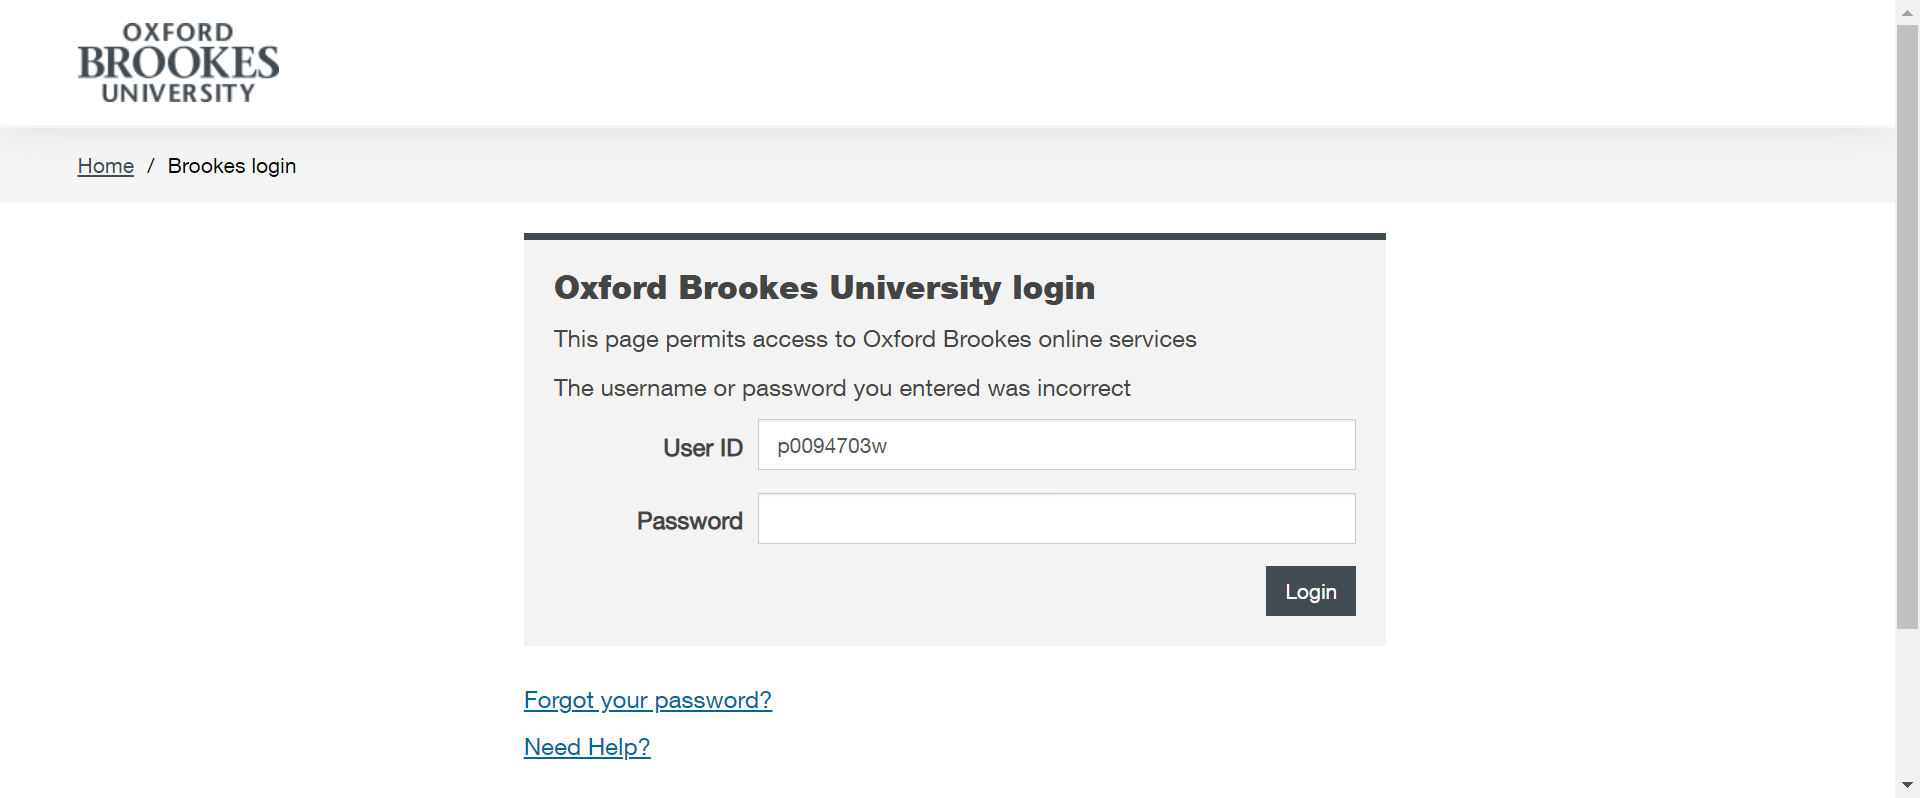 OXFORD
BROOKES
UNIVERSITY
Home / Brookes login
Oxford Brookes University login
This page permits access to Oxford Brookes online services
The username or password you entered was incorrect
User ID p0094703w
Password
Login
Forgot your password?
Need Help?